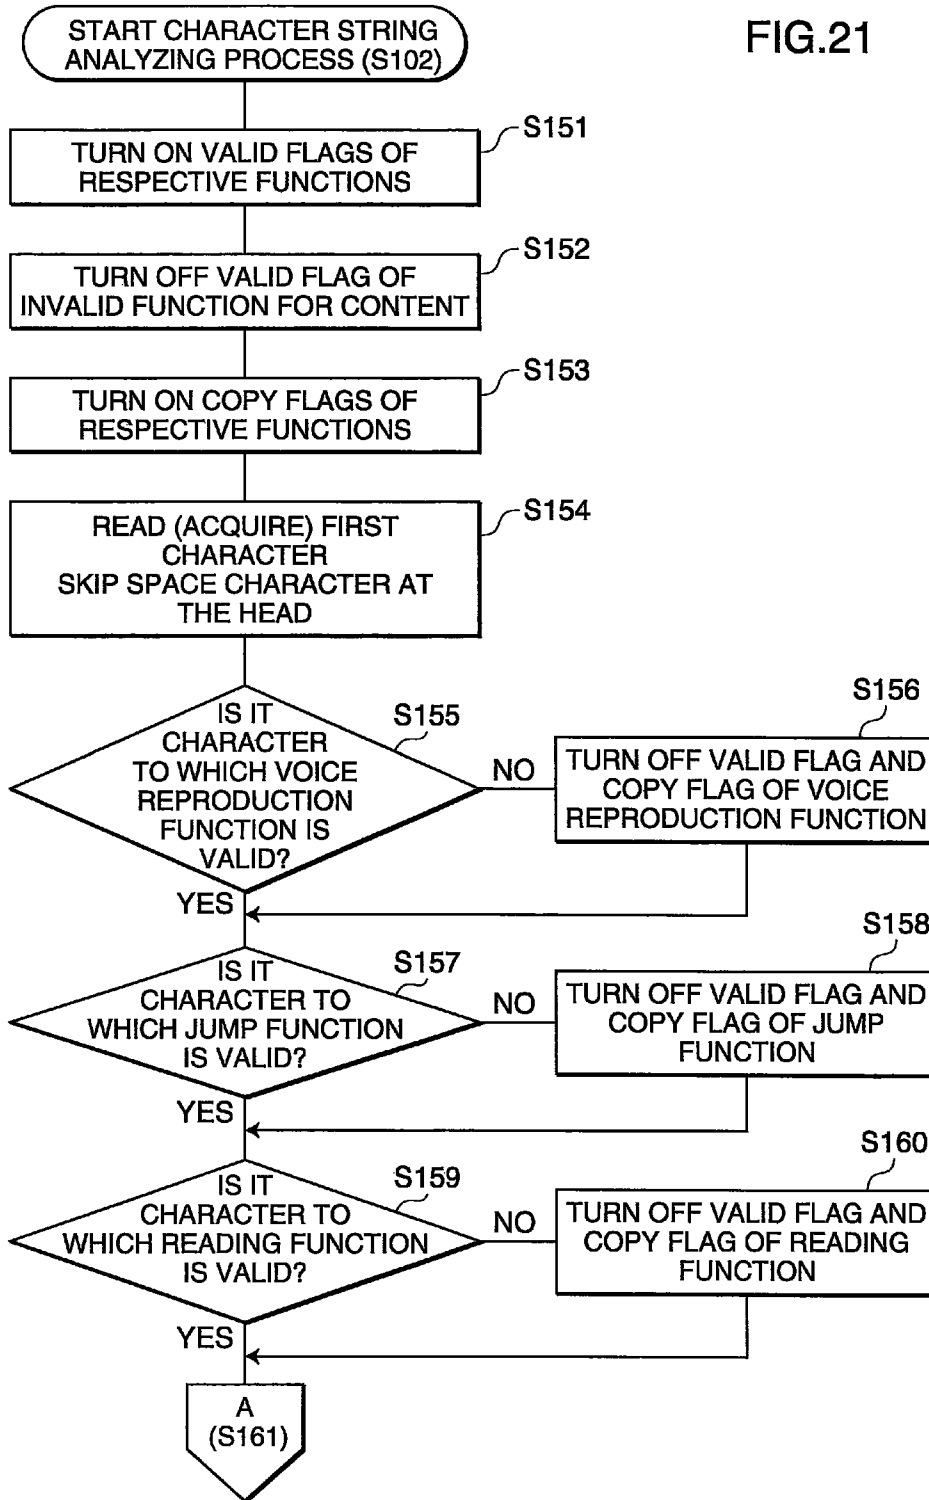 START CHARACTER STRING
ANALYZING PROCESS (S102)
FIG.21
S151
TURN ON VALID FLAGS OF
RESPECTIVE FUNCTIONS
S152
TURN OFF VALID FLAG OF
INVALID FUNCTION FOR CONTENT
S153
TURN ON COPY FLAGS OF
RESPECTIVE FUNCTIONS
S154
READ (ACQUIRE) FIRST
CHARACTER
SKIP SPACE CHARACTER AT
THE HEAD
S155
IS IT
CHARACTER
TO WHICH VOICE
REPRODUCTION
FUNCTION IS
VALID?
NO
S156
TURN OFF VALID FLAG AND
COPY FLAG OF VOICE
REPRODUCTION FUNCTION
YES
S157
IS IT
CHARACTER TO
WHICH JUMP FUNCTION
IS VALID?
NO
S158
TURN OFF VALID FLAG AND
COPY FLAG OF JUMP
FUNCTION
YES
S159
IS IT
CHARACTER TO
WHICH READING FUNCTION
IS VALID?
NO
S160
TURN OFF VALID FLAG AND
COPY FLAG OF READING
FUNCTION
YES
A
(S161)